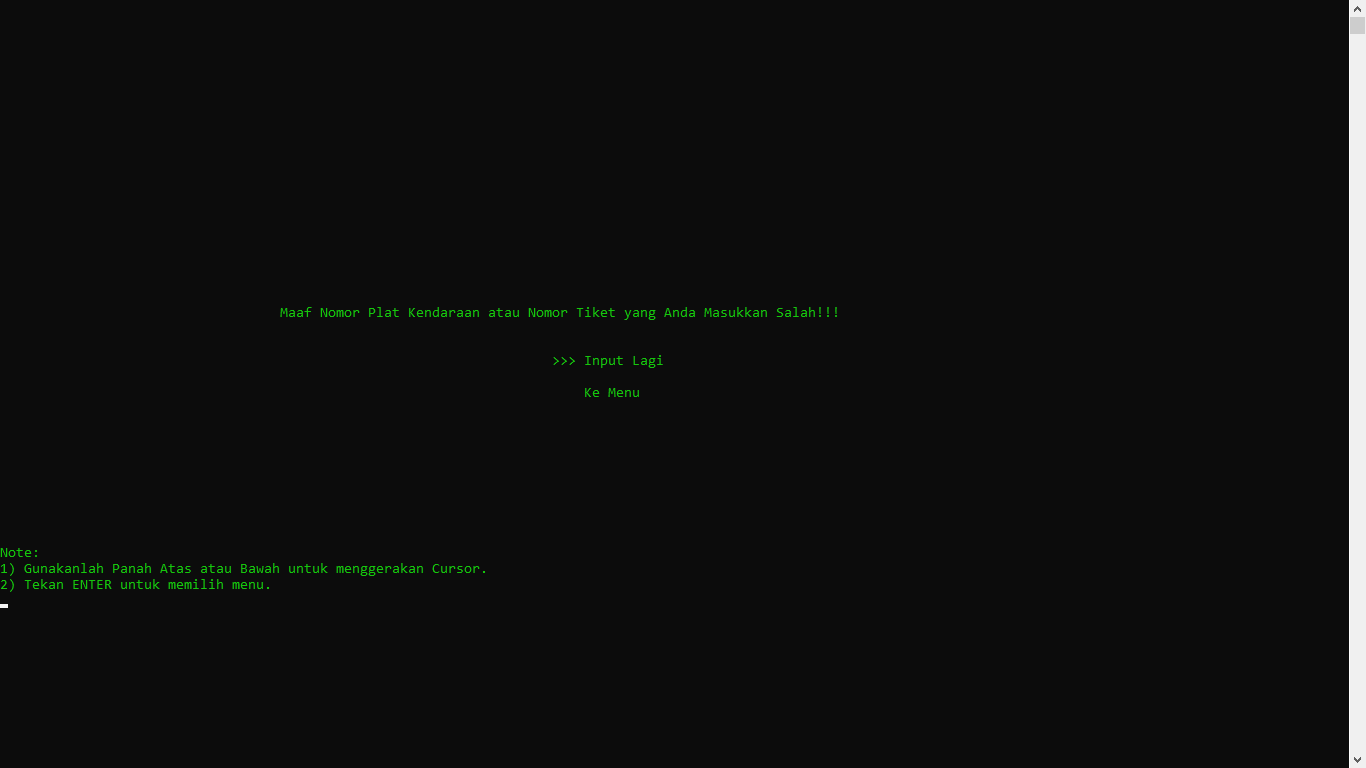 Maaf Nomor Plat Kendaraan atau Nomor Tiket yang Anda Masukkan Salah!!!
>>> Input Lagi
Ke Menu
Note:
1) Gunakanlah Panah Atas atau Bawah untuk menggerakan Cursor.
2) Tekan ENTER untuk memilih menu.